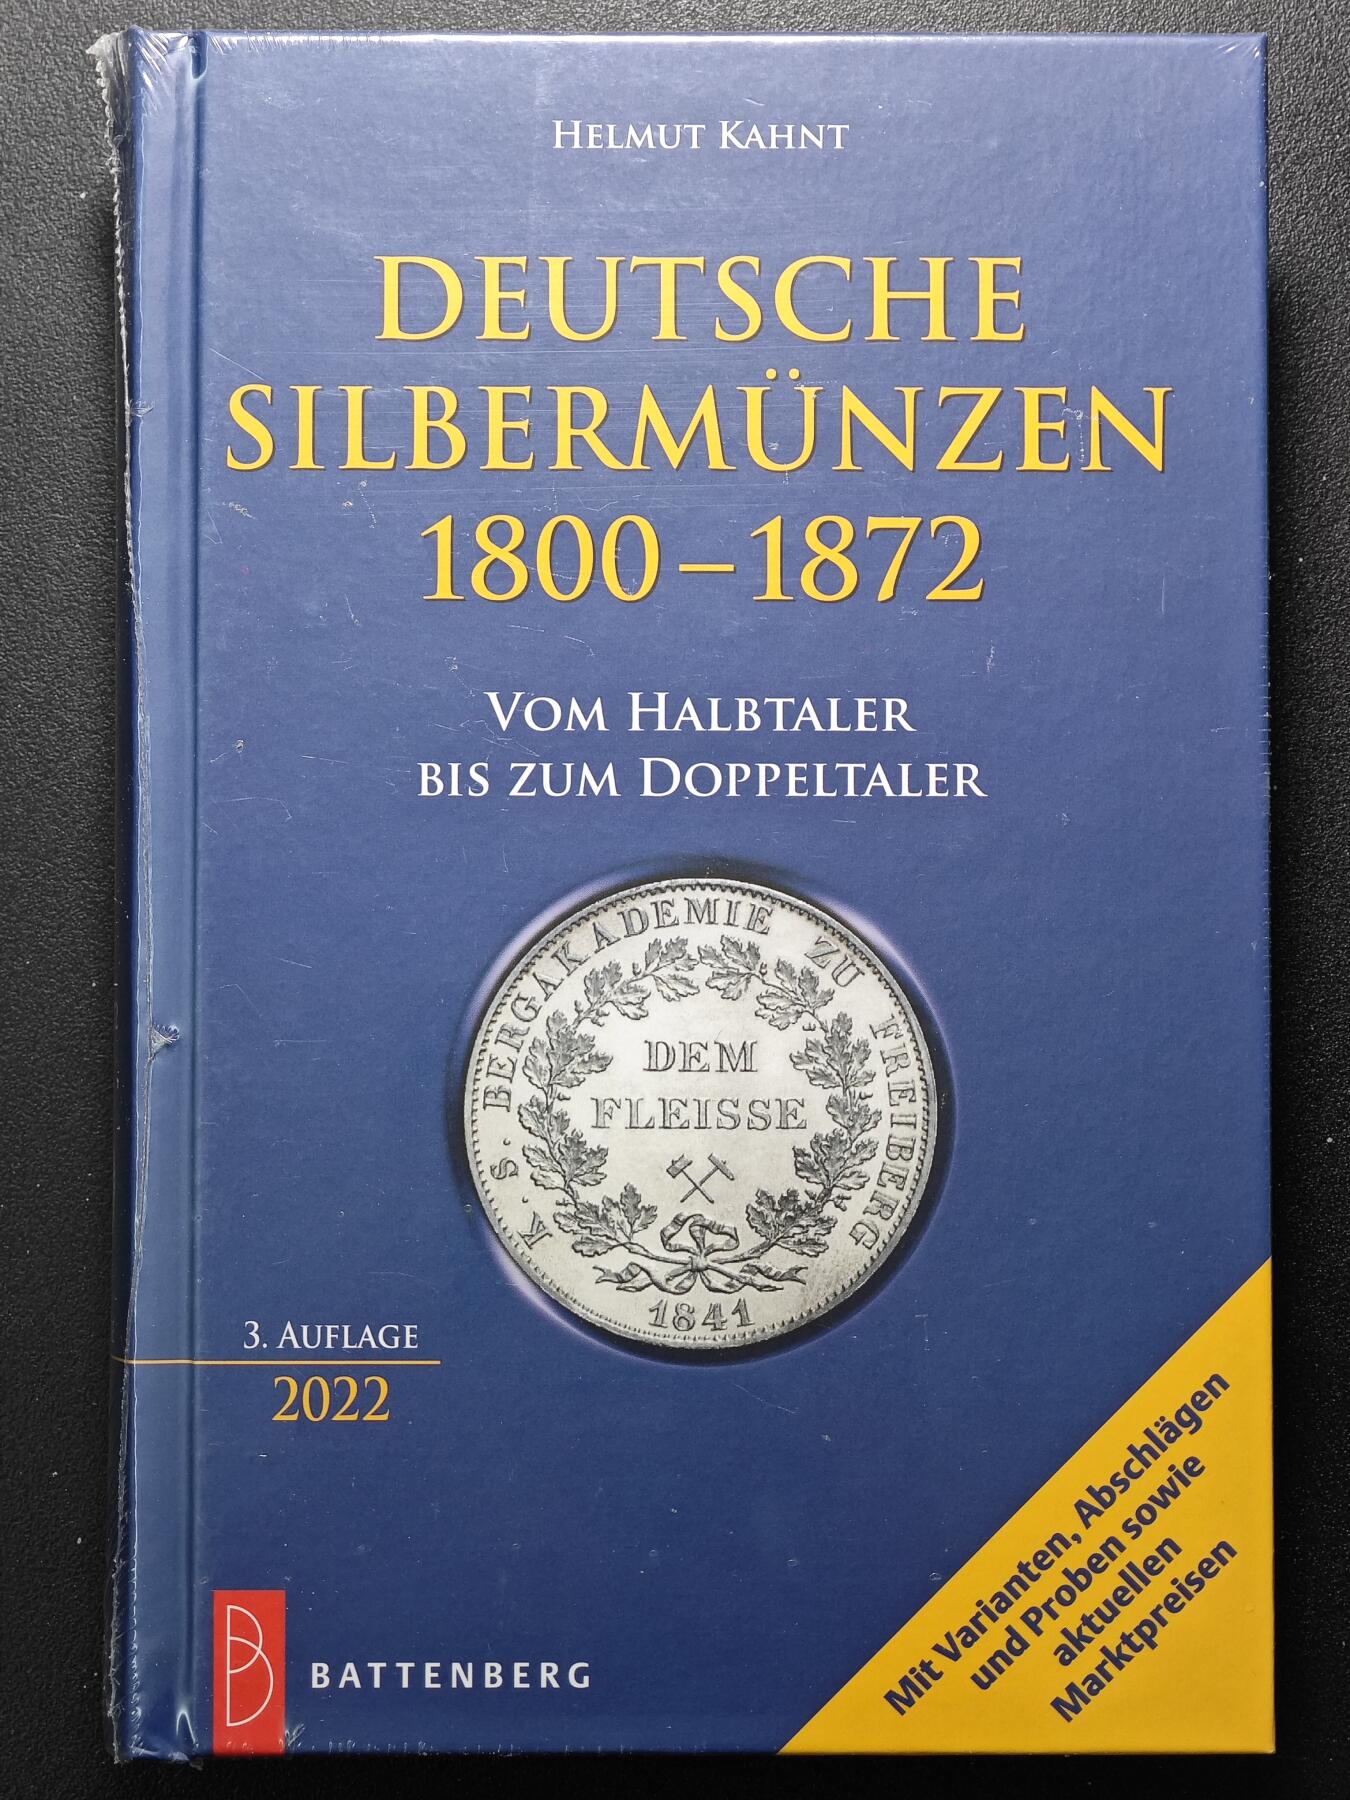 HELMUT KAHNT
DEUTSCHE
SILBERMÜNZEN
1800–1872
VOM HALBTALER
BIS ZUM DOPPELTALER
K. S. BERGAKADEMIE ZU FREIBERG
DEM
FLEISSE
1841
3. AUFLAGE
2022
Mit Varianten, Abschlägen
und Proben sowie
aktuellen
Marktpreisen
B
BATTENBERG